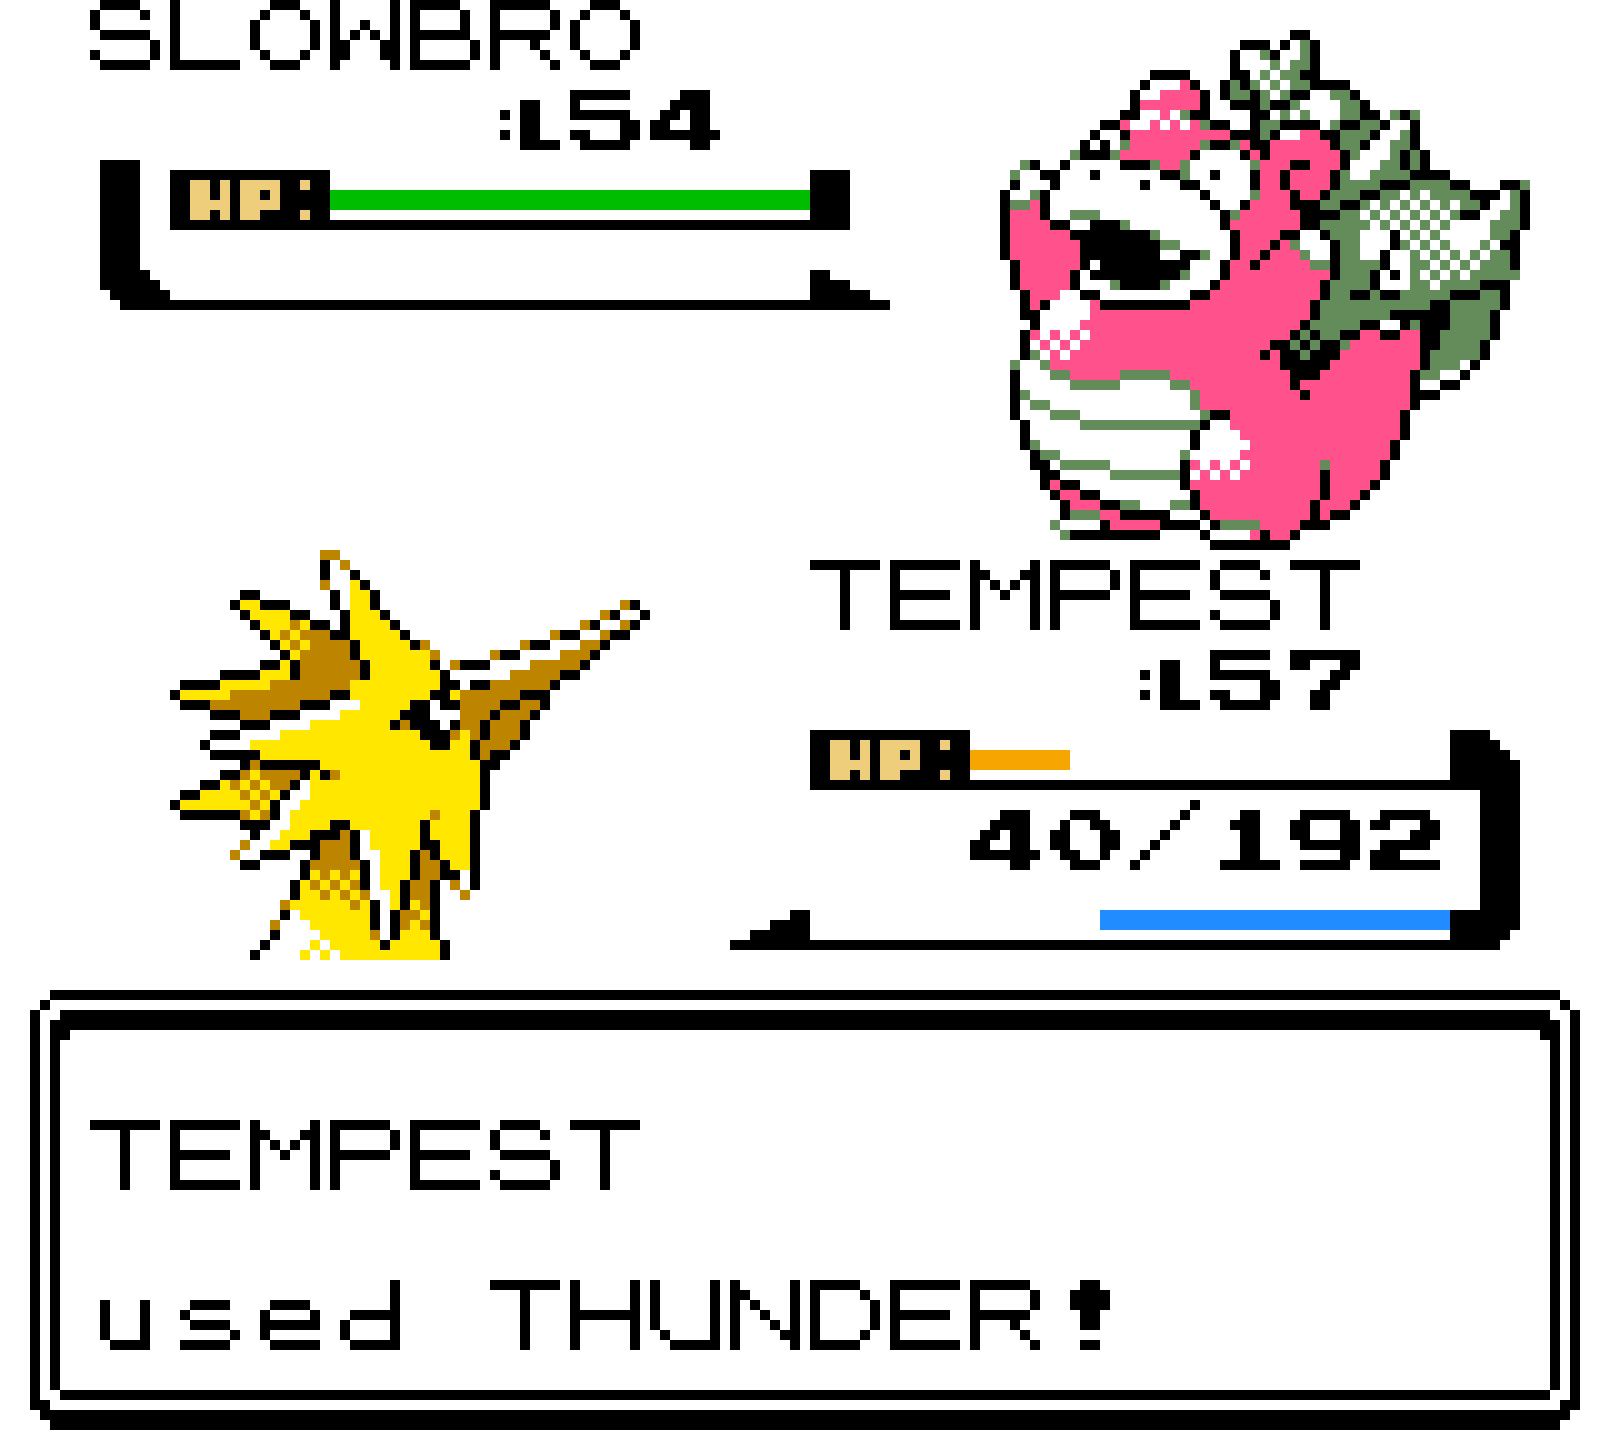 SLOWBRO
:L54
HP:
TEMPEST
:L57
HP:
40/192
TEMPEST
used THUNDER!